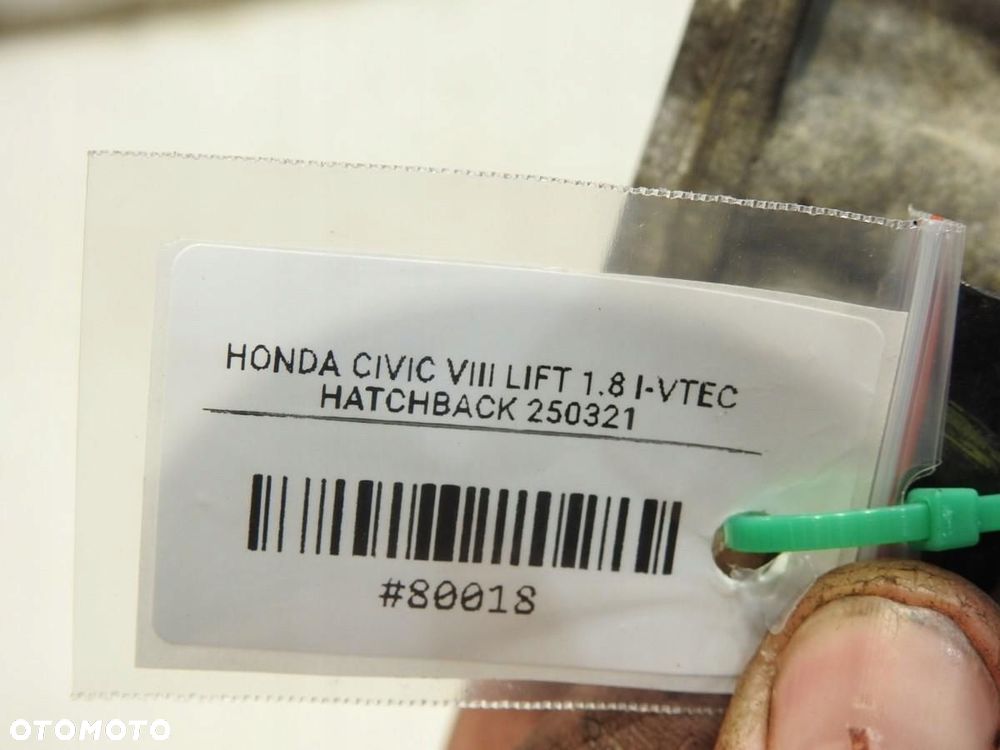 HONDA CIVIC VIII LIFT 1.8 I-VTEC
HATCHBACK 250321
#80018
OTOMOTO